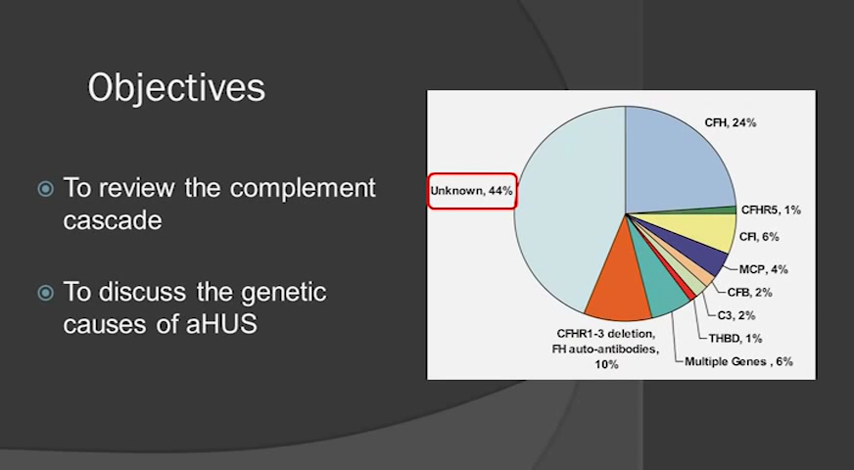 Objectives
To review the complement
cascade
To discuss the genetic
causes of aHUS
CFH, 24%
CFHR5, 1%
CFI, 6%
MCP, 4%
CFB, 2%
C3, 2%
THBD, 1%
Multiple Genes , 6%
CFHR1-3 deletion,
FH auto-antibodies,
10%
Unknown, 44%